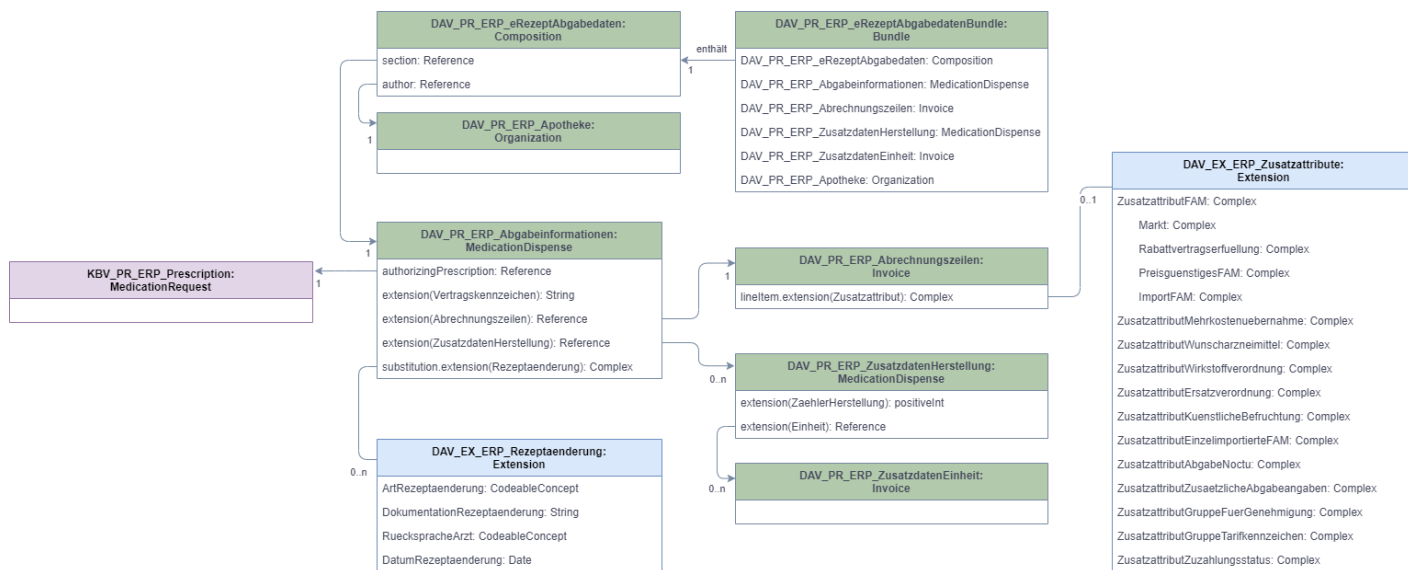 DAV_PR_ERP_eRezeptAbgabedaten:
Composition
section: Reference
author: Reference
enthält
1
DAV_PR_ERP_eRezeptAbgabedatenBundle:
Bundle
DAV_PR_ERP_eRezeptAbgabedaten: Composition
DAV_PR_ERP_Abgabeinformationen: MedicationDispense
DAV_PR_ERP_Abrechnungszeilen: Invoice
DAV_PR_ERP_ZusatzdatenHerstellung: MedicationDispense
DAV_PR_ERP_ZusatzdatenEinheit: Invoice
DAV_PR_ERP_Apotheke: Organization
1
DAV_PR_ERP_Apotheke:
Organization
1
DAV_PR_ERP_Abgabeinformationen:
MedicationDispense
authorizingPrescription: Reference
extension(Vertragskennzeichen): String
extension(Abrechnungszeilen): Reference
extension(ZusatzdatenHerstellung): Reference
substitution.extension(Rezeptaenderung): Complex
1
KBV_PR_ERP_Prescription:
MedicationRequest
1
DAV_PR_ERP_Abrechnungszeilen:
Invoice
lineItem.extension(Zusatzattribut): Complex
0..n
DAV_PR_ERP_ZusatzdatenHerstellung:
MedicationDispense
extension(ZaehlerHerstellung): positiveInt
extension(Einheit): Reference
0..n
DAV_PR_ERP_ZusatzdatenEinheit:
Invoice
0..n
DAV_EX_ERP_Rezeptaenderung:
Extension
ArtRezeptaenderung: CodeableConcept
DokumentationRezeptaenderung: String
RueckspracheArzt: CodeableConcept
DatumRezeptaenderung: Date
0..1
DAV_EX_ERP_Zusatzattribute:
Extension
ZusatzattributFAM: Complex
Markt: Complex
Rabattvertragserfuellung: Complex
PreisguenstigesFAM: Complex
ImportFAM: Complex
ZusatzattributMehrkostenuebernahme: Complex
ZusatzattributWunscharzneimittel: Complex
ZusatzattributWirkstoffverordnung: Complex
ZusatzattributErsatzverordnung: Complex
ZusatzattributKuenstlicheBefruchtung: Complex
ZusatzattributEinzelimportierteFAM: Complex
ZusatzattributAbgabeNoctu: Complex
ZusatzattributZusaetzlicheAbgabeangaben: Complex
ZusatzattributGruppeFuerGenehmigung: Complex
ZusatzattributGruppeTarifkennzeichen: Complex
ZusatzattributZuzahlungsstatus: Complex